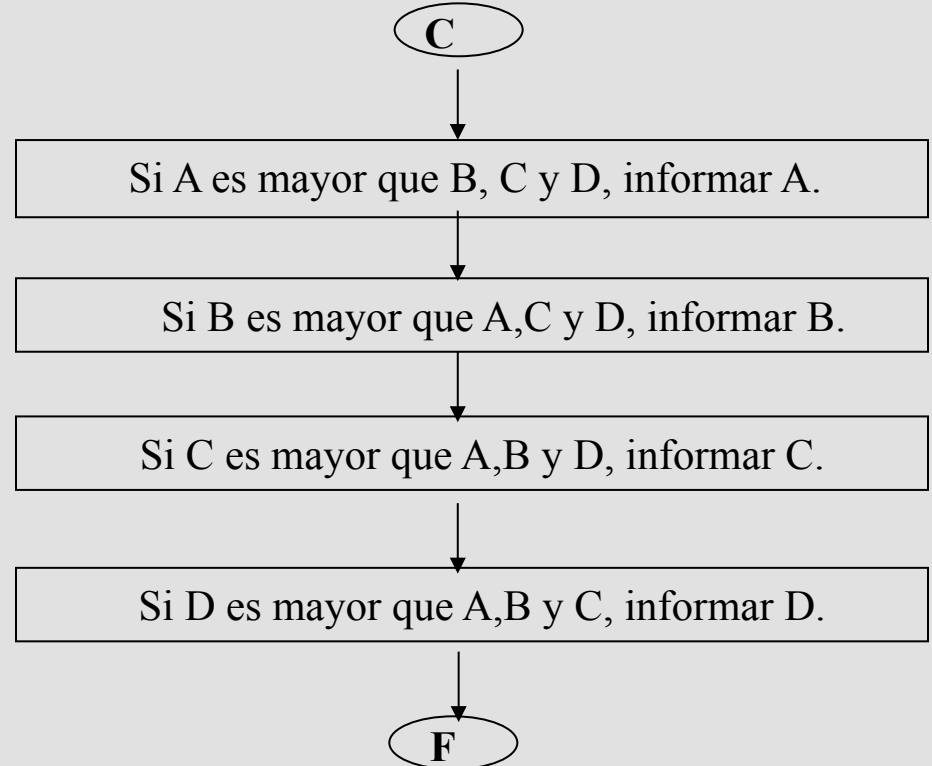 C
Si A es mayor que B, C y D, informar A.
Si B es mayor que A,C y D, informar B.
Si C es mayor que A,B y D, informar C.
Si D es mayor que A,B y C, informar D.
F